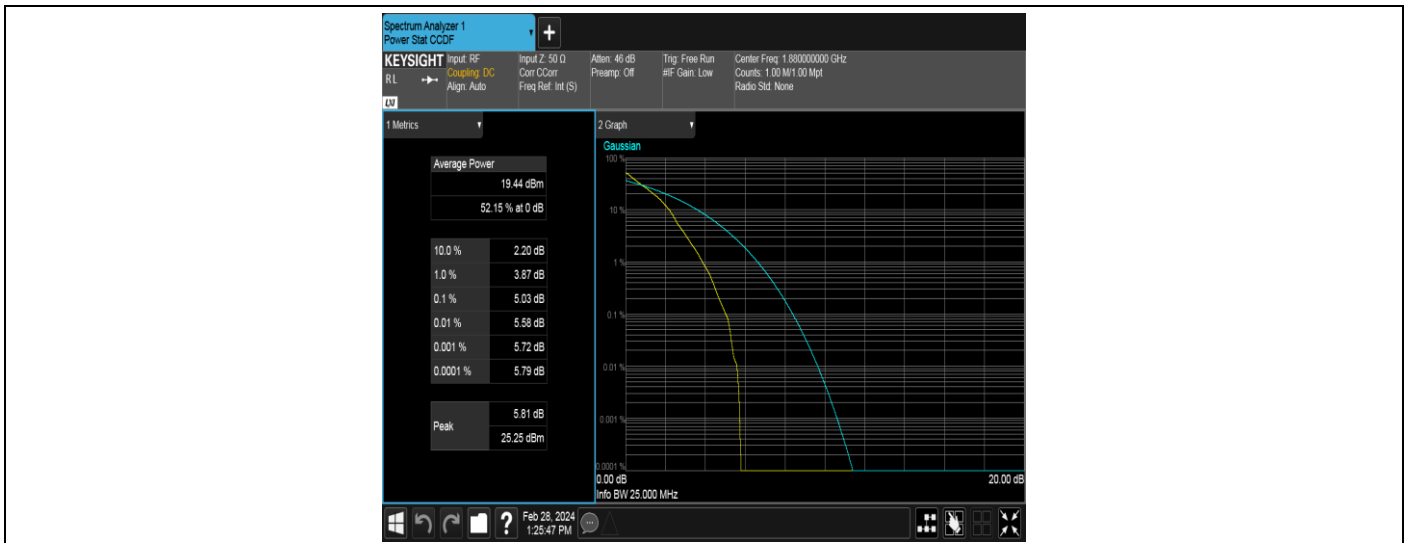 Spectrum Analyzer 1
Power Stat CCDF
+
KEYSIGHT
RL
LXI
Input: RF
Coupling: DC
Align: Auto
Input Z: 50 Ω
Corr CCorr
Freq Ref: Int (S)
Atten: 46 dB
Preamp: Off
Trig: Free Run
#IF Gain: Low
Center Freq: 1.880000000 GHz
Counts: 1.00 M/1.00 Mpt
Radio Std: None
1 Metrics
Average Power
19.44 dBm
52.15 % at 0 dB
10.0 % 2.20 dB
1.0 % 3.87 dB
0.1 % 5.03 dB
0.01 % 5.58 dB
0.001 % 5.72 dB
0.0001 % 5.79 dB
Peak
5.81 dB
25.25 dBm
2 Graph
Gaussian
100 %
10 %
1 %
0.1 %
0.01 %
0.001 %
0.0001 %
0.00 dB 20.00 dB
Info BW 25.000 MHz
?
Feb 28, 2024
1:25:47 PM